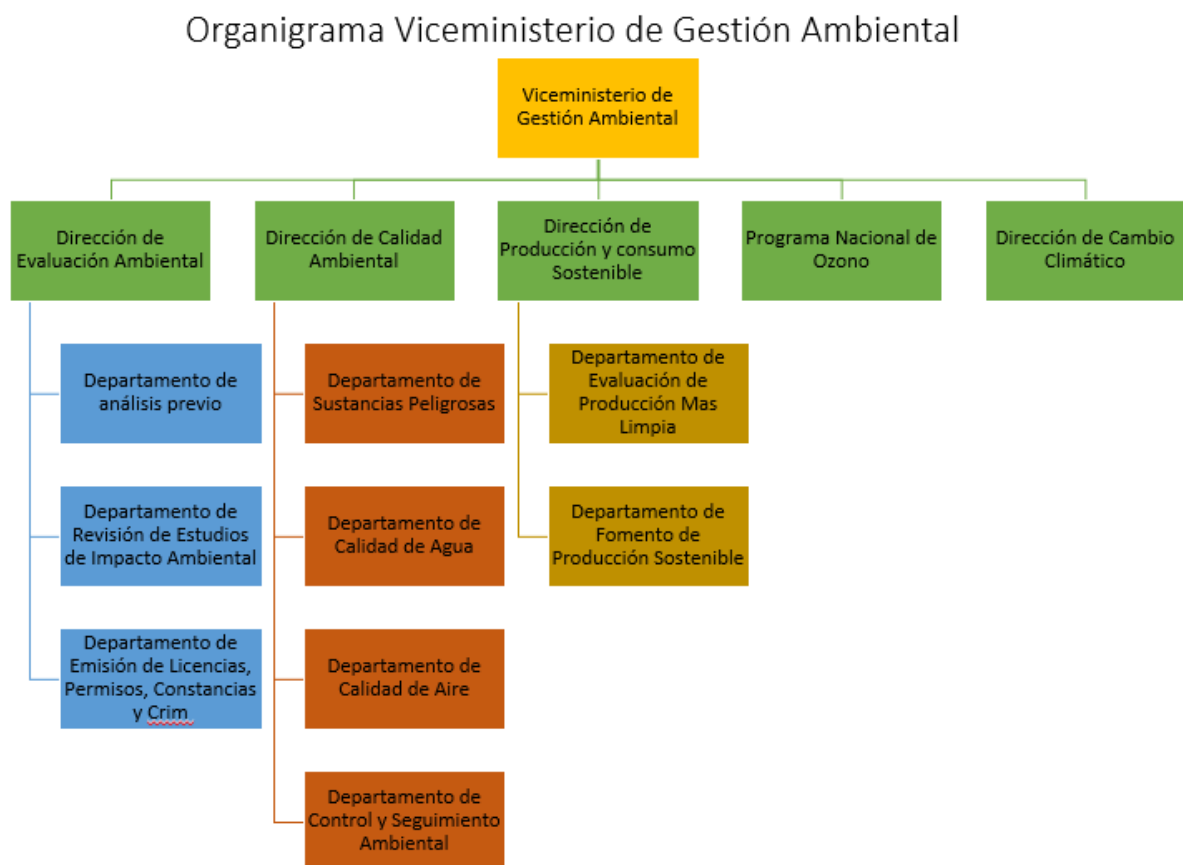 Organigrama Viceministerio de Gestión Ambiental
Viceministerio de
Gestión Ambiental
Dirección de
Evaluación Ambiental
Dirección de Calidad
Ambiental
Dirección de
Producción y consumo
Sostenible
Programa Nacional de
Ozono
Dirección de Cambio
Climático
Departamento de
análisis previo
Departamento de
Revisión de Estudios
de Impacto Ambiental
Departamento de
Emisión de Licencias,
Permisos, Constancias
y Crim
Departamento de
Sustancias Peligrosas
Departamento de
Calidad de Agua
Departamento de
Calidad de Aire
Departamento de
Control y Seguimiento
Ambiental
Departamento de
Evaluación de
Producción Mas
Limpia
Departamento de
Fomento de
Producción Sostenible